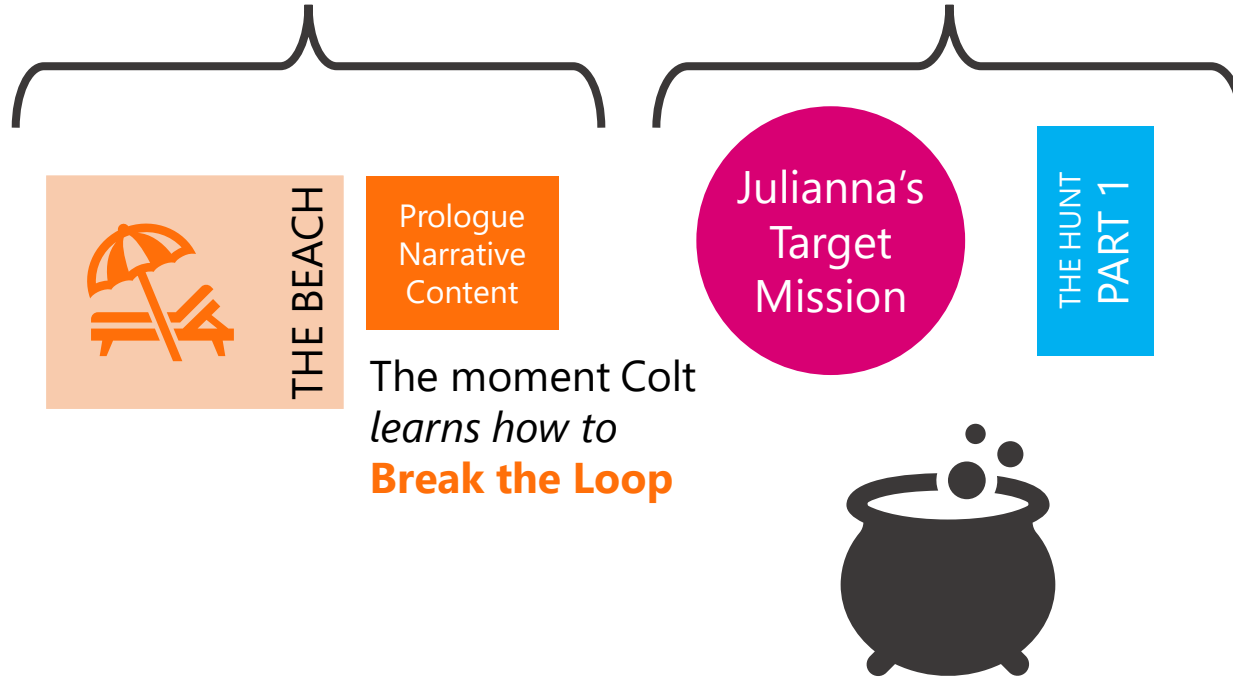 THE BEACH
Prologue
Narrative
Content
The moment Colt
learns how to
Break the Loop
Julianna’s
Target
Mission
THE HUNT
PART 1